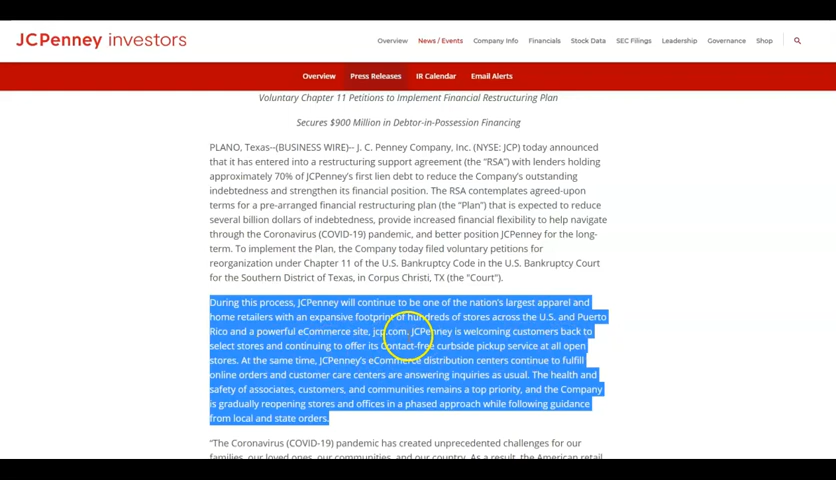 JCPenney investors
Overview News / Events Company Info Financials Stock Data SEC Filings Leadership Governance Shop
Overview Press Releases IR Calendar Email Alerts
Voluntary Chapter 11 Petitions to Implement Financial Restructuring Plan
Secures $900 Million in Debtor-in-Possession Financing
PLANO, Texas--(BUSINESS WIRE)-- J. C. Penney Company, Inc. (NYSE: JCP) today announced
that it has entered into a restructuring support agreement (the “RSA”) with lenders holding
approximately 70% of JCPenney’s first lien debt to reduce the Company’s outstanding
indebtedness and strengthen its financial position. The RSA contemplates agreed-upon
terms for a pre-arranged financial restructuring plan (the “Plan”) that is expected to reduce
several billion dollars of indebtedness, provide increased financial flexibility to help navigate
through the Coronavirus (COVID-19) pandemic, and better position JCPenney for the long-
term. To implement the Plan, the Company today filed voluntary petitions for
reorganization under Chapter 11 of the U.S. Bankruptcy Code in the U.S. Bankruptcy Court
for the Southern District of Texas, in Corpus Christi, TX (the “Court”).
During this process, JCPenney will continue to be one of the nation’s largest apparel and
home retailers with an expansive footprint of hundreds of stores across the U.S. and Puerto
Rico and a powerful eCommerce site, jcp.com. JCPenney is welcoming customers back to
select stores and continuing to offer its contact-free curbside pickup service at all open
stores. At the same time, JCPenney’s eCommerce distribution centers continue to fulfill
online orders and customer care centers are answering inquiries as usual. The health and
safety of associates, customers, and communities remains a top priority, and the Company
is gradually reopening stores and offices in a phased approach while following guidance
from local and state orders.
“The Coronavirus (COVID-19) pandemic has created unprecedented challenges for our
families, our loved ones, our communities, and our country. As a result, the American retail